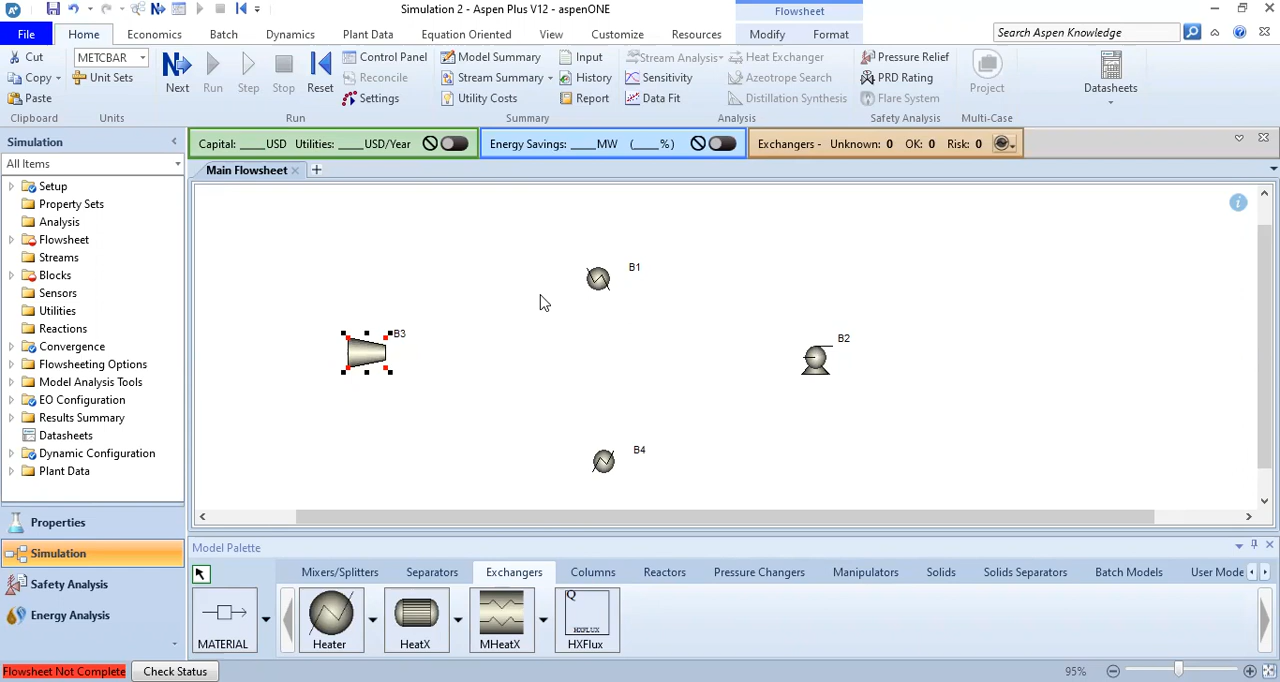 Simulation 2 - Aspen Plus V12 - aspenONE
Flowsheet
File Home Economics Batch Dynamics Plant Data Equation Oriented View Customize Resources Modify Format Search Aspen Knowledge
Cut METCBAR Control Panel Model Summary Input Stream Analysis Heat Exchanger Pressure Relief
Copy Unit Sets Next Run Step Stop Reset Reconcile Stream Summary History Sensitivity Azeotrope Search PRD Rating Project Datasheets
Paste Settings Utility Costs Report Data Fit Distillation Synthesis Flare System
Clipboard Units Run Summary Analysis Safety Analysis Multi-Case
Simulation
Capital: ____USD Utilities: ____USD/Year Energy Savings: ____MW (____%) Exchangers - Unknown: 0 OK: 0 Risk: 0
All Items
Main Flowsheet
Setup
Property Sets
Analysis
Flowsheet
Streams
Blocks
Sensors
Utilities
Reactions
Convergence
Flowsheeting Options
Model Analysis Tools
EO Configuration
Results Summary
Datasheets
Dynamic Configuration
Plant Data
B1
B3
B2
B4
Properties
Simulation
Safety Analysis
Energy Analysis
Model Palette
Mixers/Splitters Separators Exchangers Columns Reactors Pressure Changers Manipulators Solids Solids Separators Batch Models User Mode
Q
HXFLUX
MATERIAL Heater HeatX MHeatX HXFlux
Flowsheet Not Complete Check Status 95%